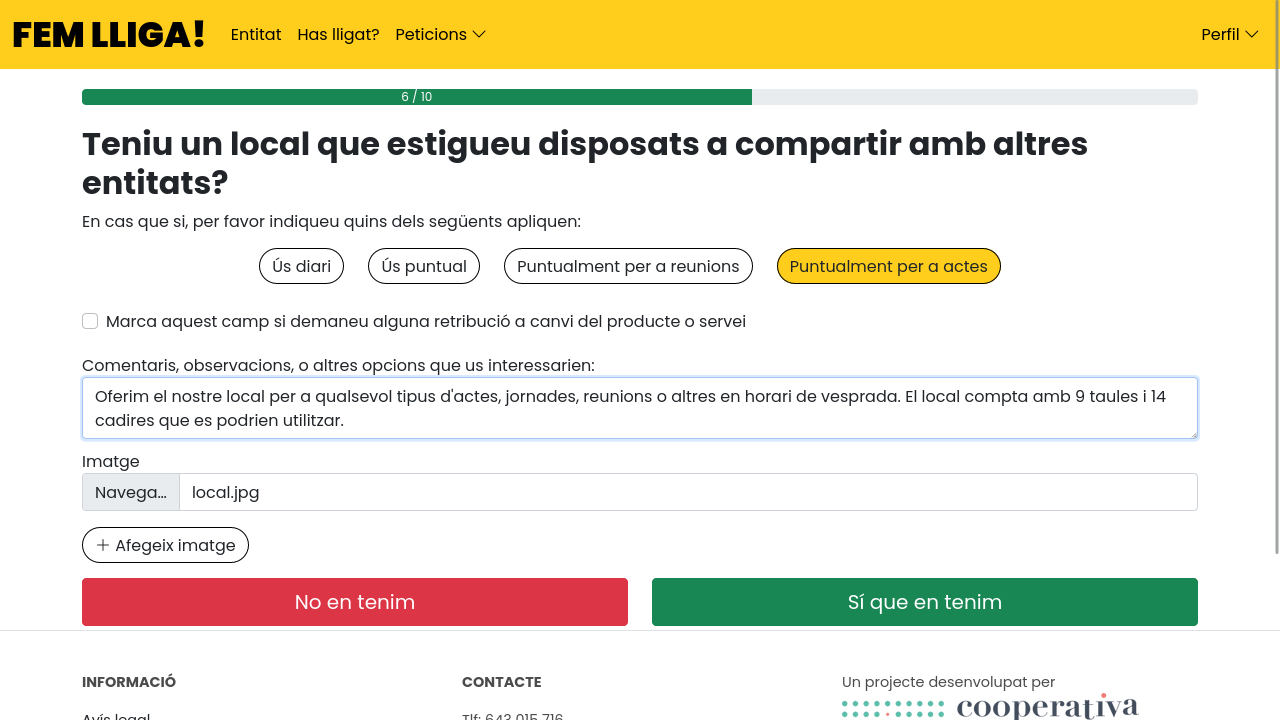 FEM LLIGA!
Entitat
Has lligat?
Peticions
Perfil
6 / 10
Teniu un local que estigueu disposats a compartir amb altres
entitats?
En cas que si, per favor indiqueu quins dels següents apliquen:
Ús diari
Ús puntual
Puntualment per a reunions
Puntualment per a actes
Marca aquest camp si demaneu alguna retribució a canvi del producte o servei
Comentaris, observacions, o altres opcions que us interessarien:
Oferim el nostre local per a qualsevol tipus d'actes, jornades, reunions o altres en horari de vesprada. El local compta amb 9 taules i 14
cadires que es podrien utilitzar.
Imatge
Navega...
local.jpg
+ Afegeix imatge
No en tenim
Sí que en tenim
INFORMACIÓ
CONTACTE
Un projecte desenvolupat per
cooperativa
Avís legal
Tlf: 643 015 716